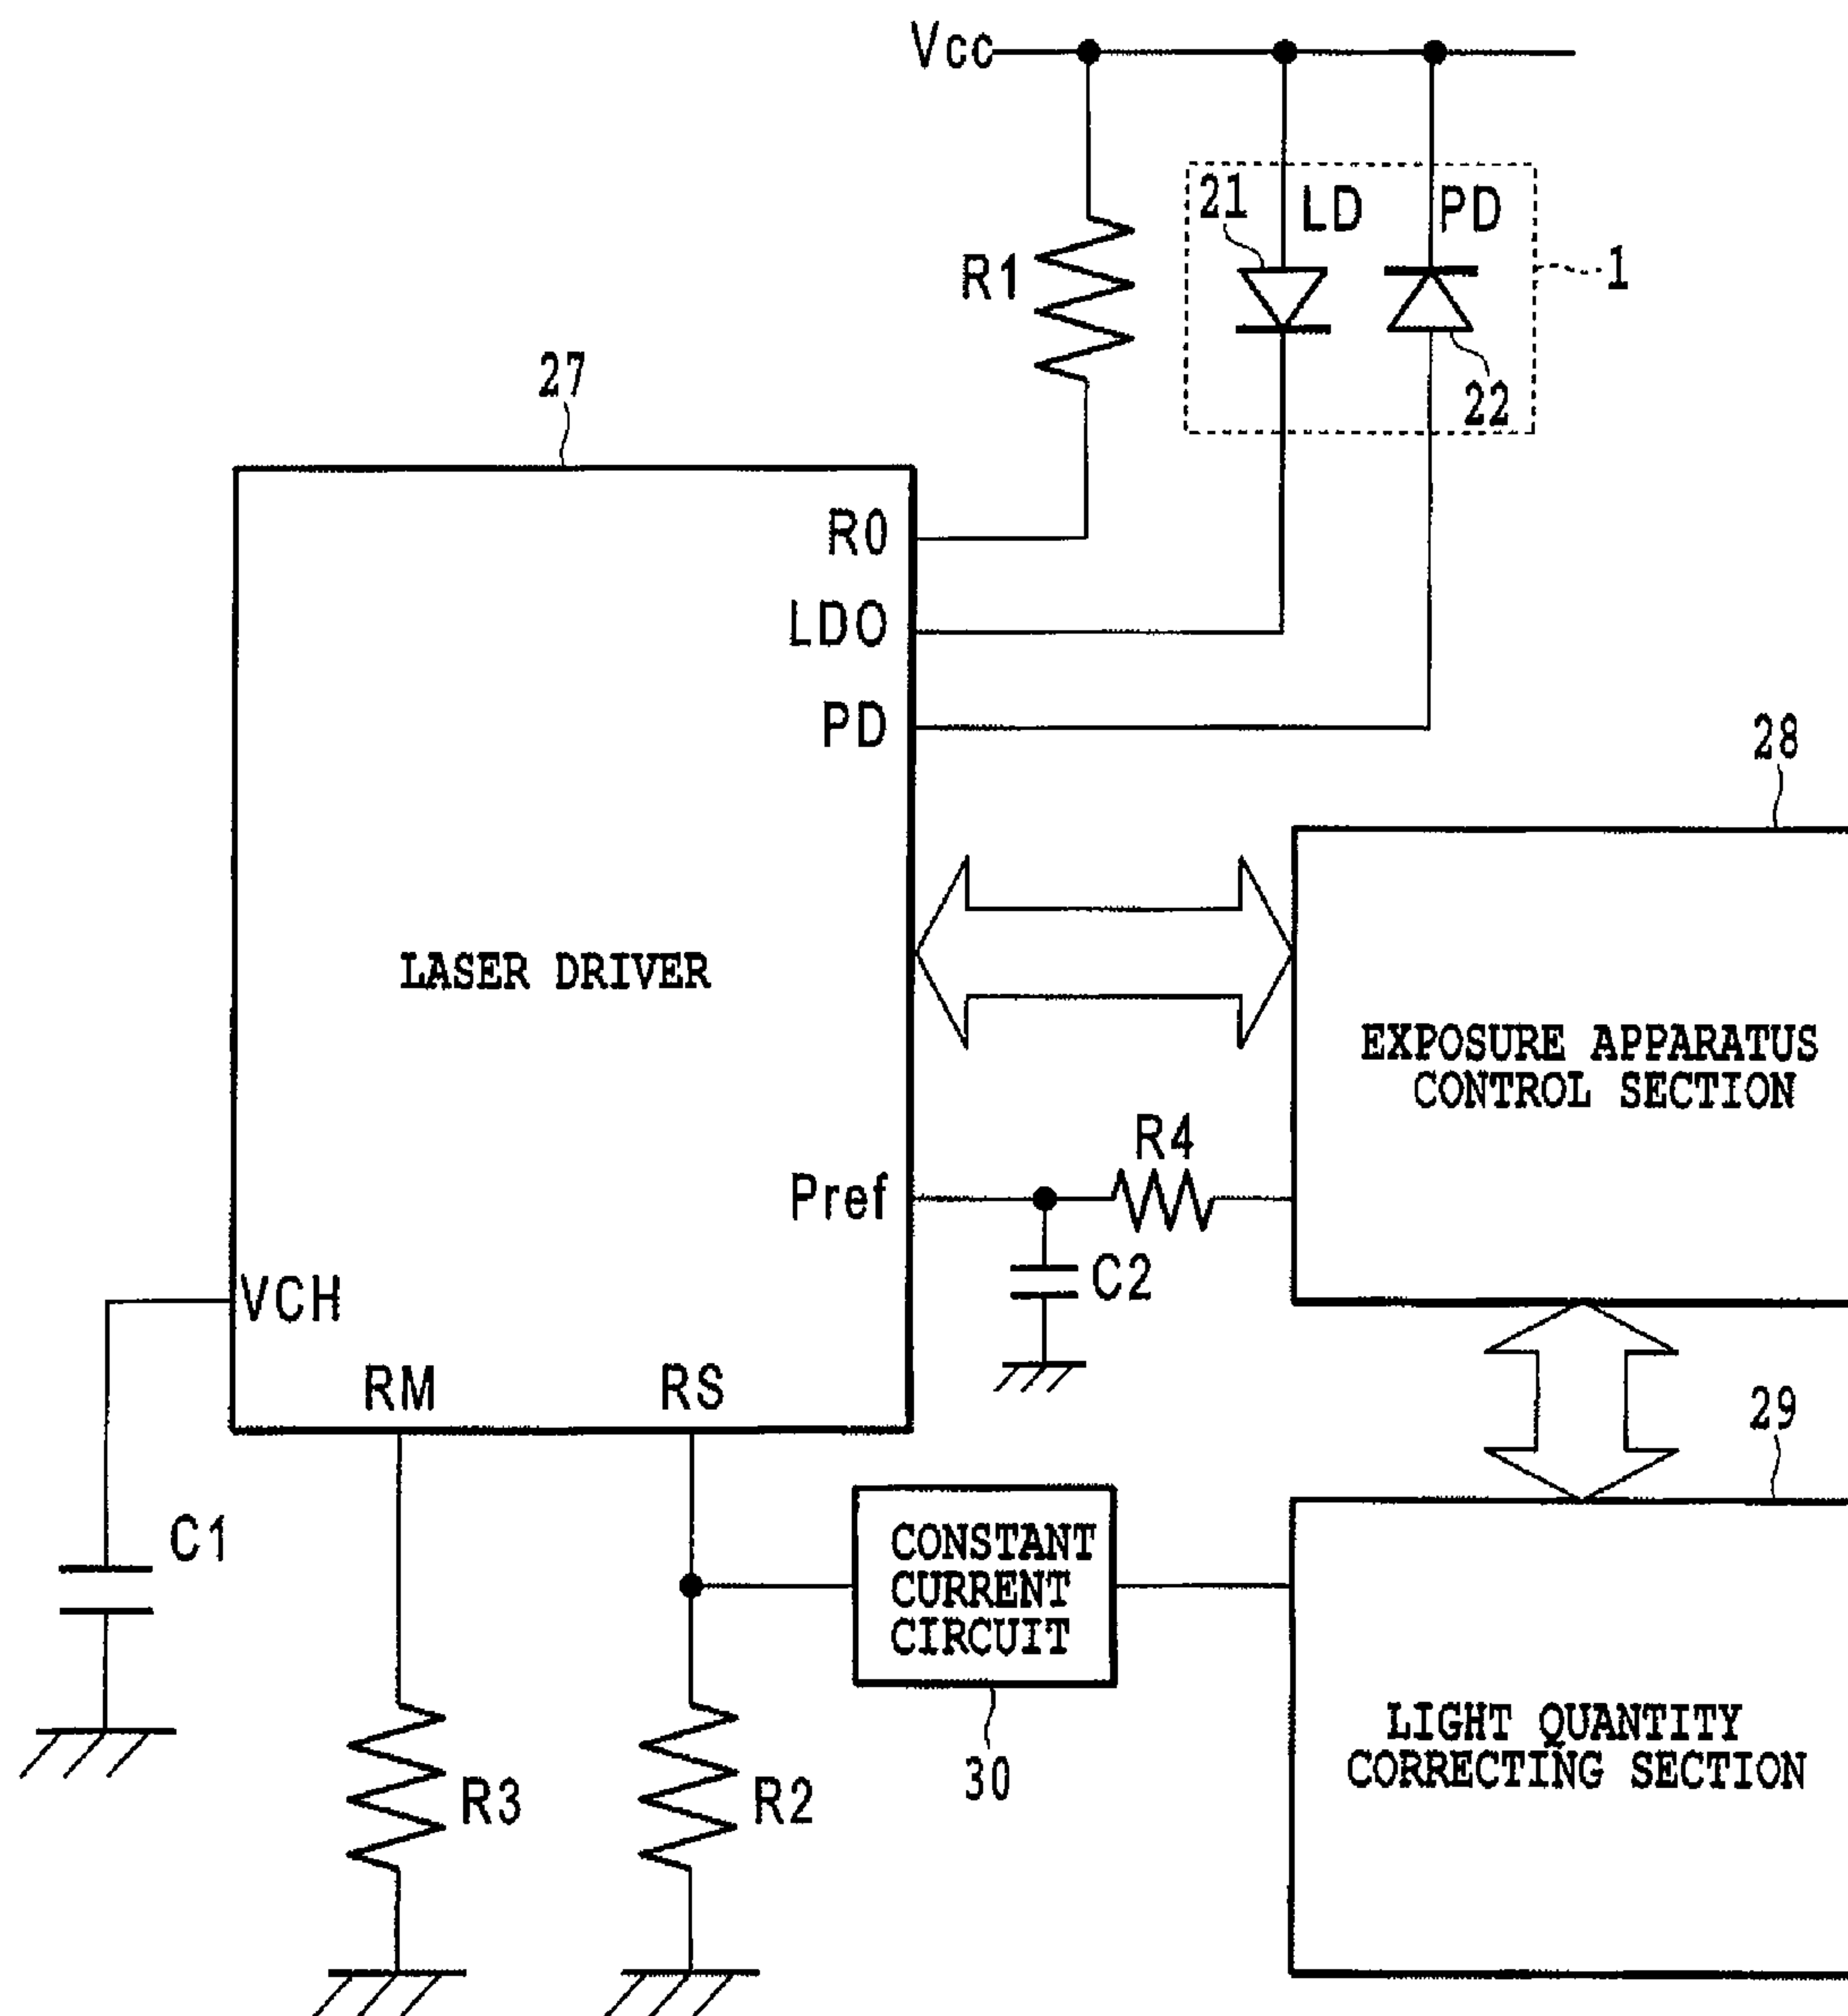 Vcc
21
LD
PD
R1
1
22
27
R0
LDO
PD
28
LASER DRIVER
EXPOSURE APPARATUS
CONTROL SECTION
R4
Pref
C2
VCH
RM
RS
29
C1
CONSTANT
CURRENT
CIRCUIT
LIGHT QUANTITY
CORRECTING SECTION
30
R3
R2